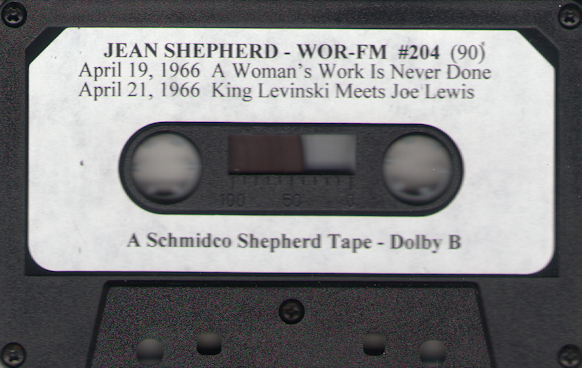 JEAN SHEPHERD - WOR-FM #204 (90)
April 19, 1966 A Woman's Work Is Never Done
April 21, 1966 King Levinski Meets Joe Lewis
100 50 0
A Schmidco Shepherd Tape - Dolby B